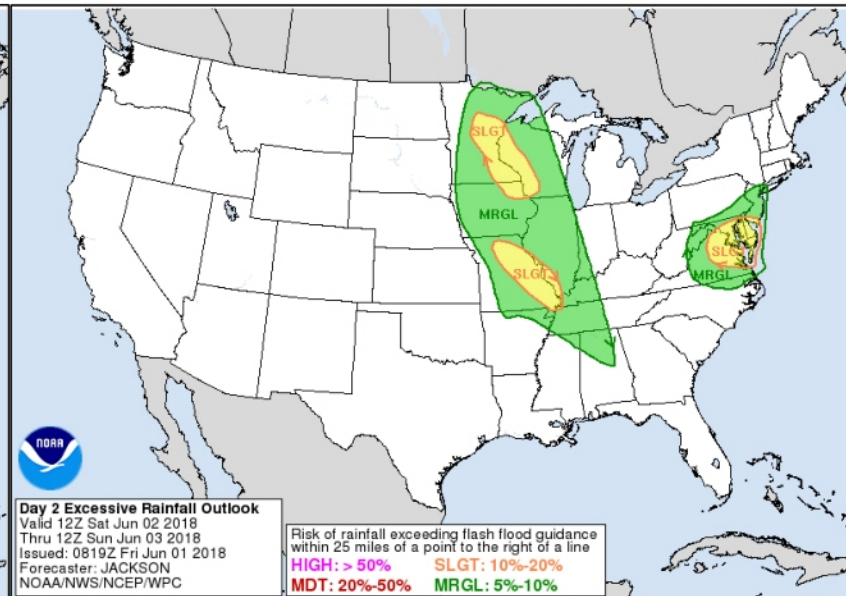 SLGT
MRGL
SLGT
SLGT
MRGL
NOAA
Day 2 Excessive Rainfall Outlook
Valid 12Z Sat Jun 02 2018
Thru 12Z Sun Jun 03 2018
Issued: 0819Z Fri Jun 01 2018
Forecaster: JACKSON
NOAA/NWS/NCEP/WPC
Risk of rainfall exceeding flash flood guidance
within 25 miles of a point to the right of a line
HIGH: > 50% SLGT: 10%-20%
MDT: 20%-50% MRGL: 5%-10%